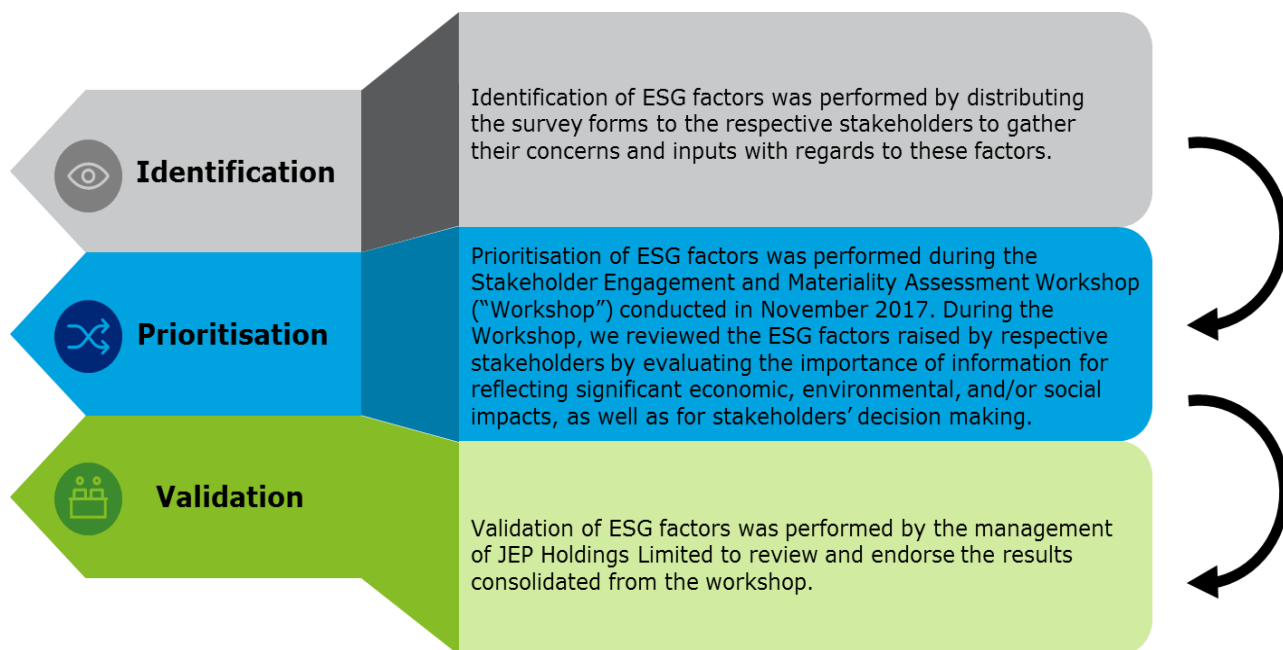 Identification
Identification of ESG factors was performed by distributing
the survey forms to the respective stakeholders to gather
their concerns and inputs with regards to these factors.
Prioritisation
Prioritisation of ESG factors was performed during the
Stakeholder Engagement and Materiality Assessment Workshop
(“Workshop”) conducted in November 2017. During the
Workshop, we reviewed the ESG factors raised by respective
stakeholders by evaluating the importance of information for
reflecting significant economic, environmental, and/or social
impacts, as well as for stakeholders’ decision making.
Validation
Validation of ESG factors was performed by the management
of JEP Holdings Limited to review and endorse the results
consolidated from the workshop.